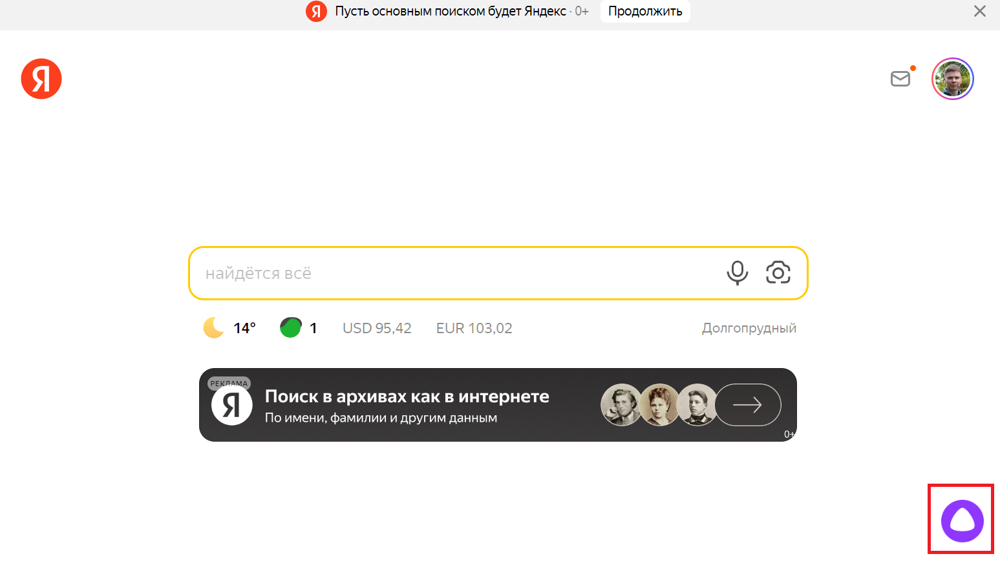 Я Пусть основным поиском будет Яндекс · 0+ Продолжить
Я
найдётся всё
14° 1 USD 95,42 EUR 103,02 Долгопрудный
РЕКЛАМА
Я
Поиск в архивах как в интернете
По имени, фамилии и другим данным
0+